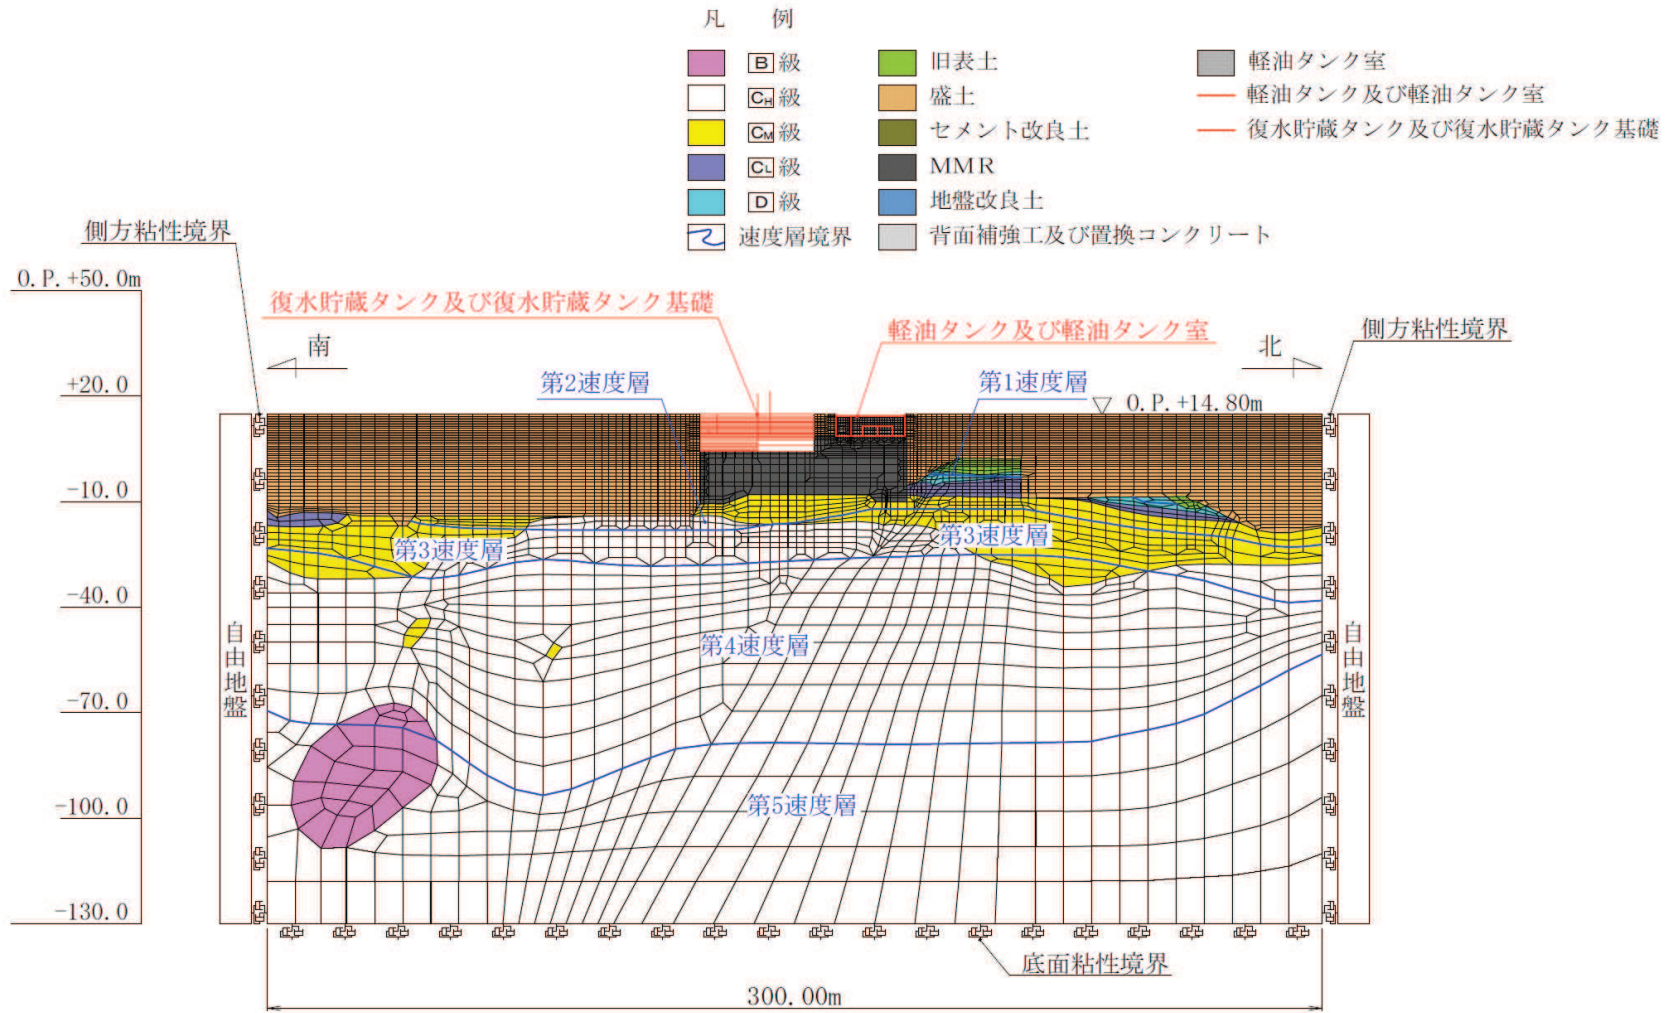 凡 例
B級
CH級
CM級
CL級
D級
速度層境界
旧表土
盛土
セメント改良土
MMR
地盤改良土
背面補強工及び置換コンクリート
軽油タンク室
軽油タンク及び軽油タンク室
復水貯蔵タンク及び復水貯蔵タンク基礎
側方粘性境界
O.P.+50.0m
復水貯蔵タンク及び復水貯蔵タンク基礎
軽油タンク及び軽油タンク室
側方粘性境界
南
北
+20.0
第2速度層
第1速度層
O.P.+14.80m
-10.0
第3速度層
第3速度層
-40.0
自由地盤
第4速度層
自由地盤
-70.0
第5速度層
-100.0
-130.0
底面粘性境界
300.00m